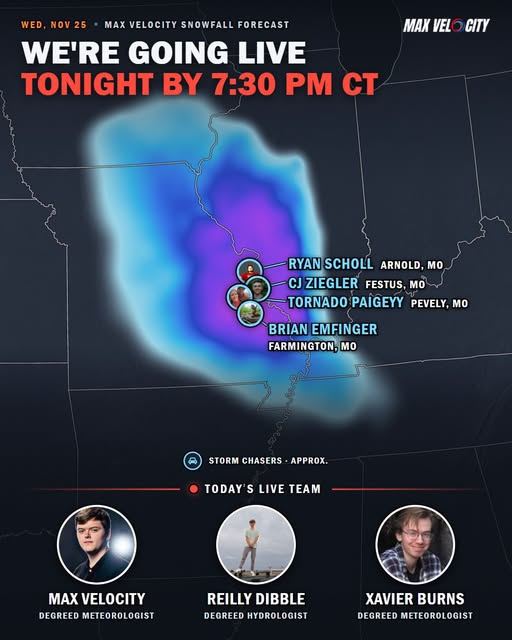 WED, NOV 25 • MAX VELOCITY SNOWFALL FORECAST
MAX VELOCITY
WE'RE GOING LIVE
TONIGHT BY 7:30 PM CT
RYAN SCHOLL ARNOLD, MO
CJ ZIEGLER FESTUS, MO
TORNADO PAIGEYY PEVELY, MO
BRIAN EMFINGER
FARMINGTON, MO
STORM CHASERS · APPROX.
TODAY'S LIVE TEAM
MAX VELOCITY
DEGREED METEOROLOGIST
REILLY DIBBLE
DEGREED HYDROLOGIST
XAVIER BURNS
DEGREED METEOROLOGIST